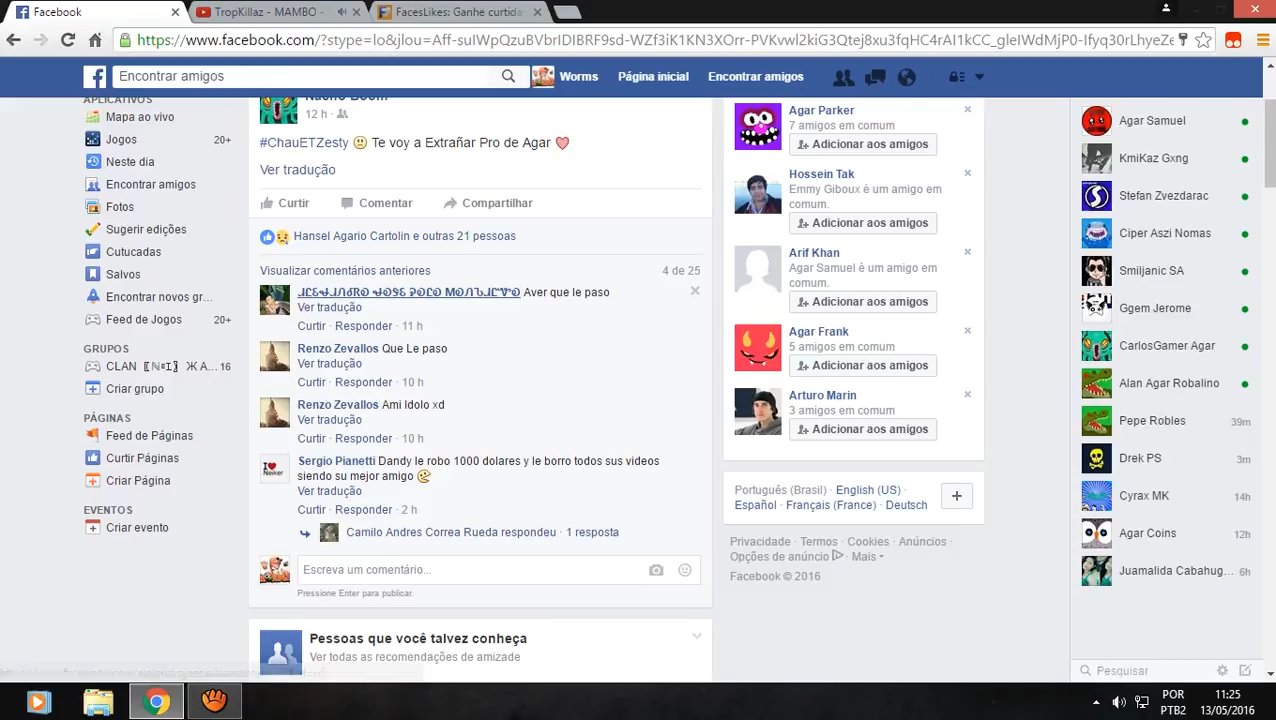 Facebook
TropKillaz - MAMBO -
FacesLikes: Ganhe curtida
https://www.facebook.com/?stype=lo&jlou=Aff-
Encontrar amigos
Worms
Página inicial
Encontrar amigos
APLICATIVOS
Mapa ao vivo
Jogos 20+
Neste dia
Encontrar amigos
Fotos
Sugerir edições
Cutucadas
Salvos
Encontrar novos gr...
Feed de Jogos 20+
GRUPOS
CLAN 16
Criar grupo
PÁGINAS
Feed de Páginas
Curtir Páginas
Criar Página
EVENTOS
Criar evento
12 h
#ChauETZesty 🙁 Te voy a Extrañar Pro de Agar ❤
Ver tradução
Curtir Comentar Compartilhar
Hansel Agario Cartolin e outras 21 pessoas
Visualizar comentários anteriores 4 de 25
Aver que le paso
Ver tradução
Curtir · Responder · 11 h
Renzo Zevallos Que Le paso
Ver tradução
Curtir · Responder · 10 h
Renzo Zevallos Ami Idolo xd
Ver tradução
Curtir · Responder · 10 h
Sergio Pianetti Dandy le robo 1000 dolares y le borro todos sus videos
siendo su mejor amigo
Ver tradução
Curtir · Responder · 2 h
Camilo Andres Correa Rueda respondeu · 1 resposta
Escreva um comentário...
Pressione Enter para publicar.
Pessoas que você talvez conheça
Ver todas as recomendações de amizade
Agar Parker
7 amigos em comum
Adicionar aos amigos
Hossein Tak
Emmy Giboux é um amigo em
comum.
Adicionar aos amigos
Arif Khan
Agar Samuel é um amigo em
comum.
Adicionar aos amigos
Agar Frank
5 amigos em comum
Adicionar aos amigos
Arturo Marin
3 amigos em comum
Adicionar aos amigos
Português (Brasil) · English (US) ·
Español · Français (France) · Deutsch
Privacidade · Termos · Cookies · Anúncios ·
Opções de anúncio · Mais
Facebook © 2016
Agar Samuel
KmiKaz Gxng
Stefan Zvezdarac
Ciper Aszi Nomas
Smiljanic SA
Ggem Jerome
CarlosGamer Agar
Alan Agar Robalino
Pepe Robles 39m
Drek PS 3m
Cyrax MK 14h
Agar Coins 12h
Juamalida Cabahug... 6h
Pesquisar
POR
PTB2
11:25
13/05/2016